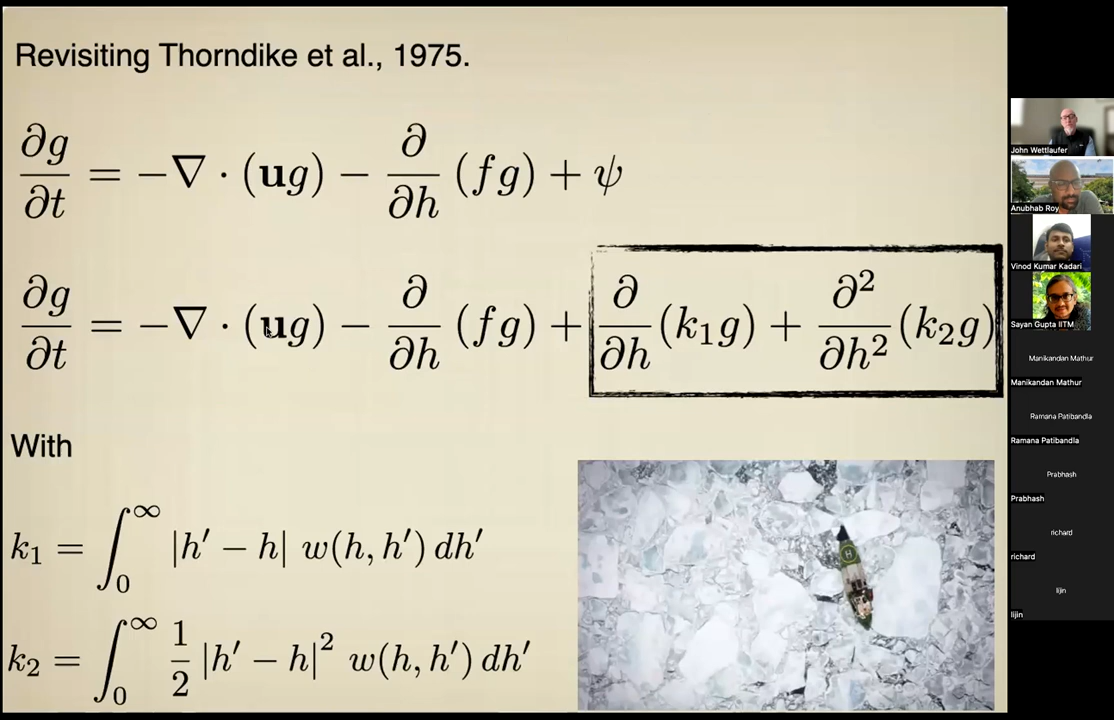 Revisiting Thorndike et al., 1975.
∂g/∂t = −∇ · (𝐮g) − ∂/∂h (fg) + ψ
∂g/∂t = −∇ · (𝐮g) − ∂/∂h (fg) + ∂/∂h (k₁g) + ∂²/∂h² (k₂g)
With
k₁ = ∫₀^∞ |h′ − h| w(h, h′) dh′
k₂ = ∫₀^∞ 1/2 |h′ − h|² w(h, h′) dh′
H
John Wettlaufer
Anubhab Roy
Vinod Kumar Kadari
Sayan Gupta IITM
Manikandan Mathur
Manikandan Mathur
Ramana Patibandla
Ramana Patibandla
Prabhash
Prabhash
richard
richard
lijin
lijin